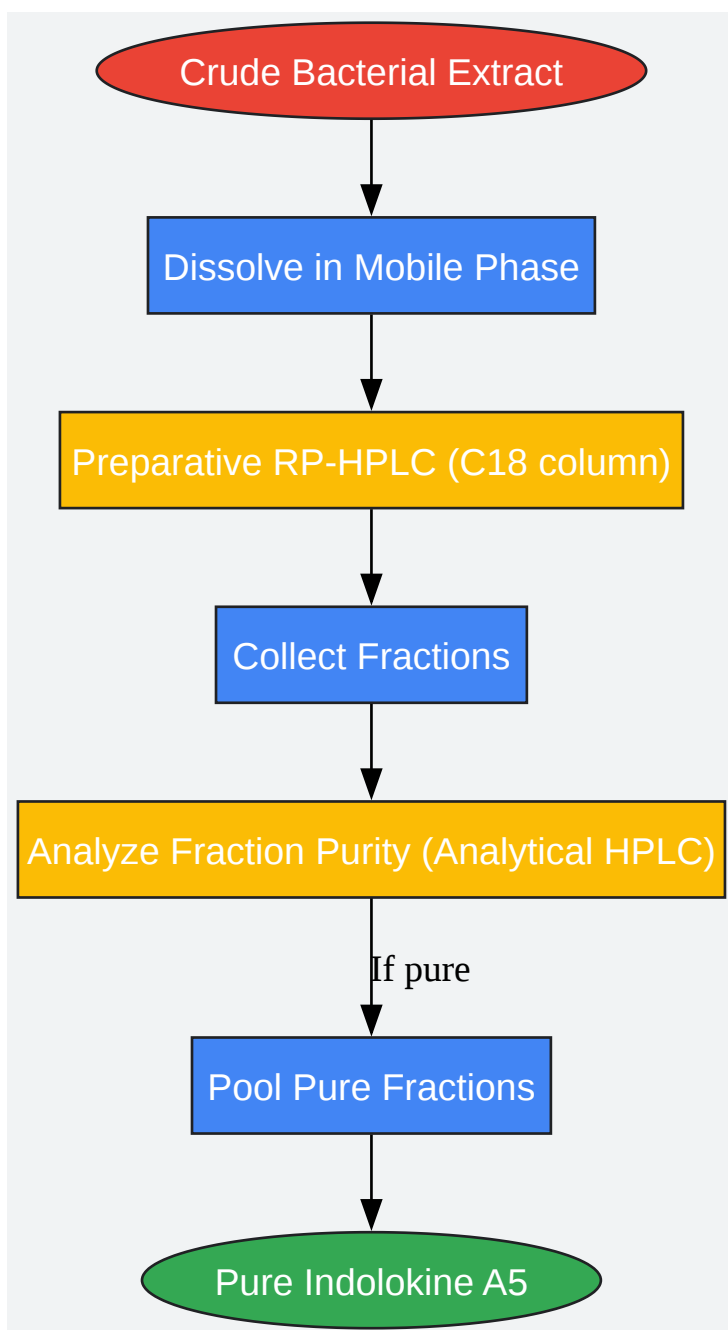 Crude Bacterial Extract
Dissolve in Mobile Phase
Preparative RP-HPLC (C18 column)
Collect Fractions
Analyze Fraction Purity (Analytical HPLC)
If pure
Pool Pure Fractions
Pure Indolokine A5